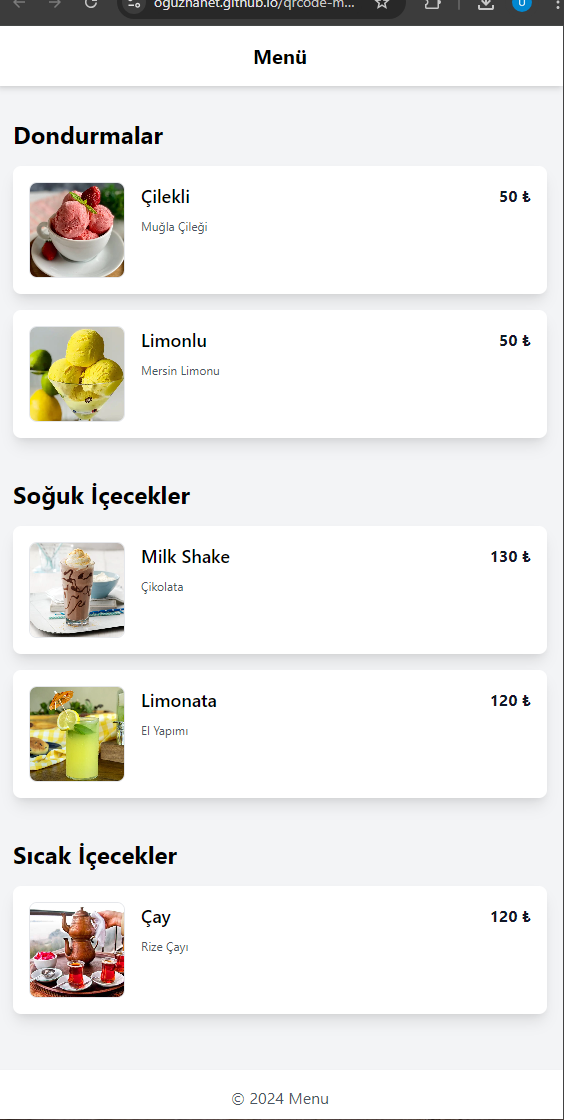 oguzhanet.github.io/qrcode-m...
U
Menü
Dondurmalar
Çilekli 50 ₺
Muğla Çileği
Limonlu 50 ₺
Mersin Limonu
Soğuk İçecekler
Milk Shake 130 ₺
Çikolata
Limonata 120 ₺
El Yapımı
Sıcak İçecekler
Çay 120 ₺
Rize Çayı
© 2024 Menu